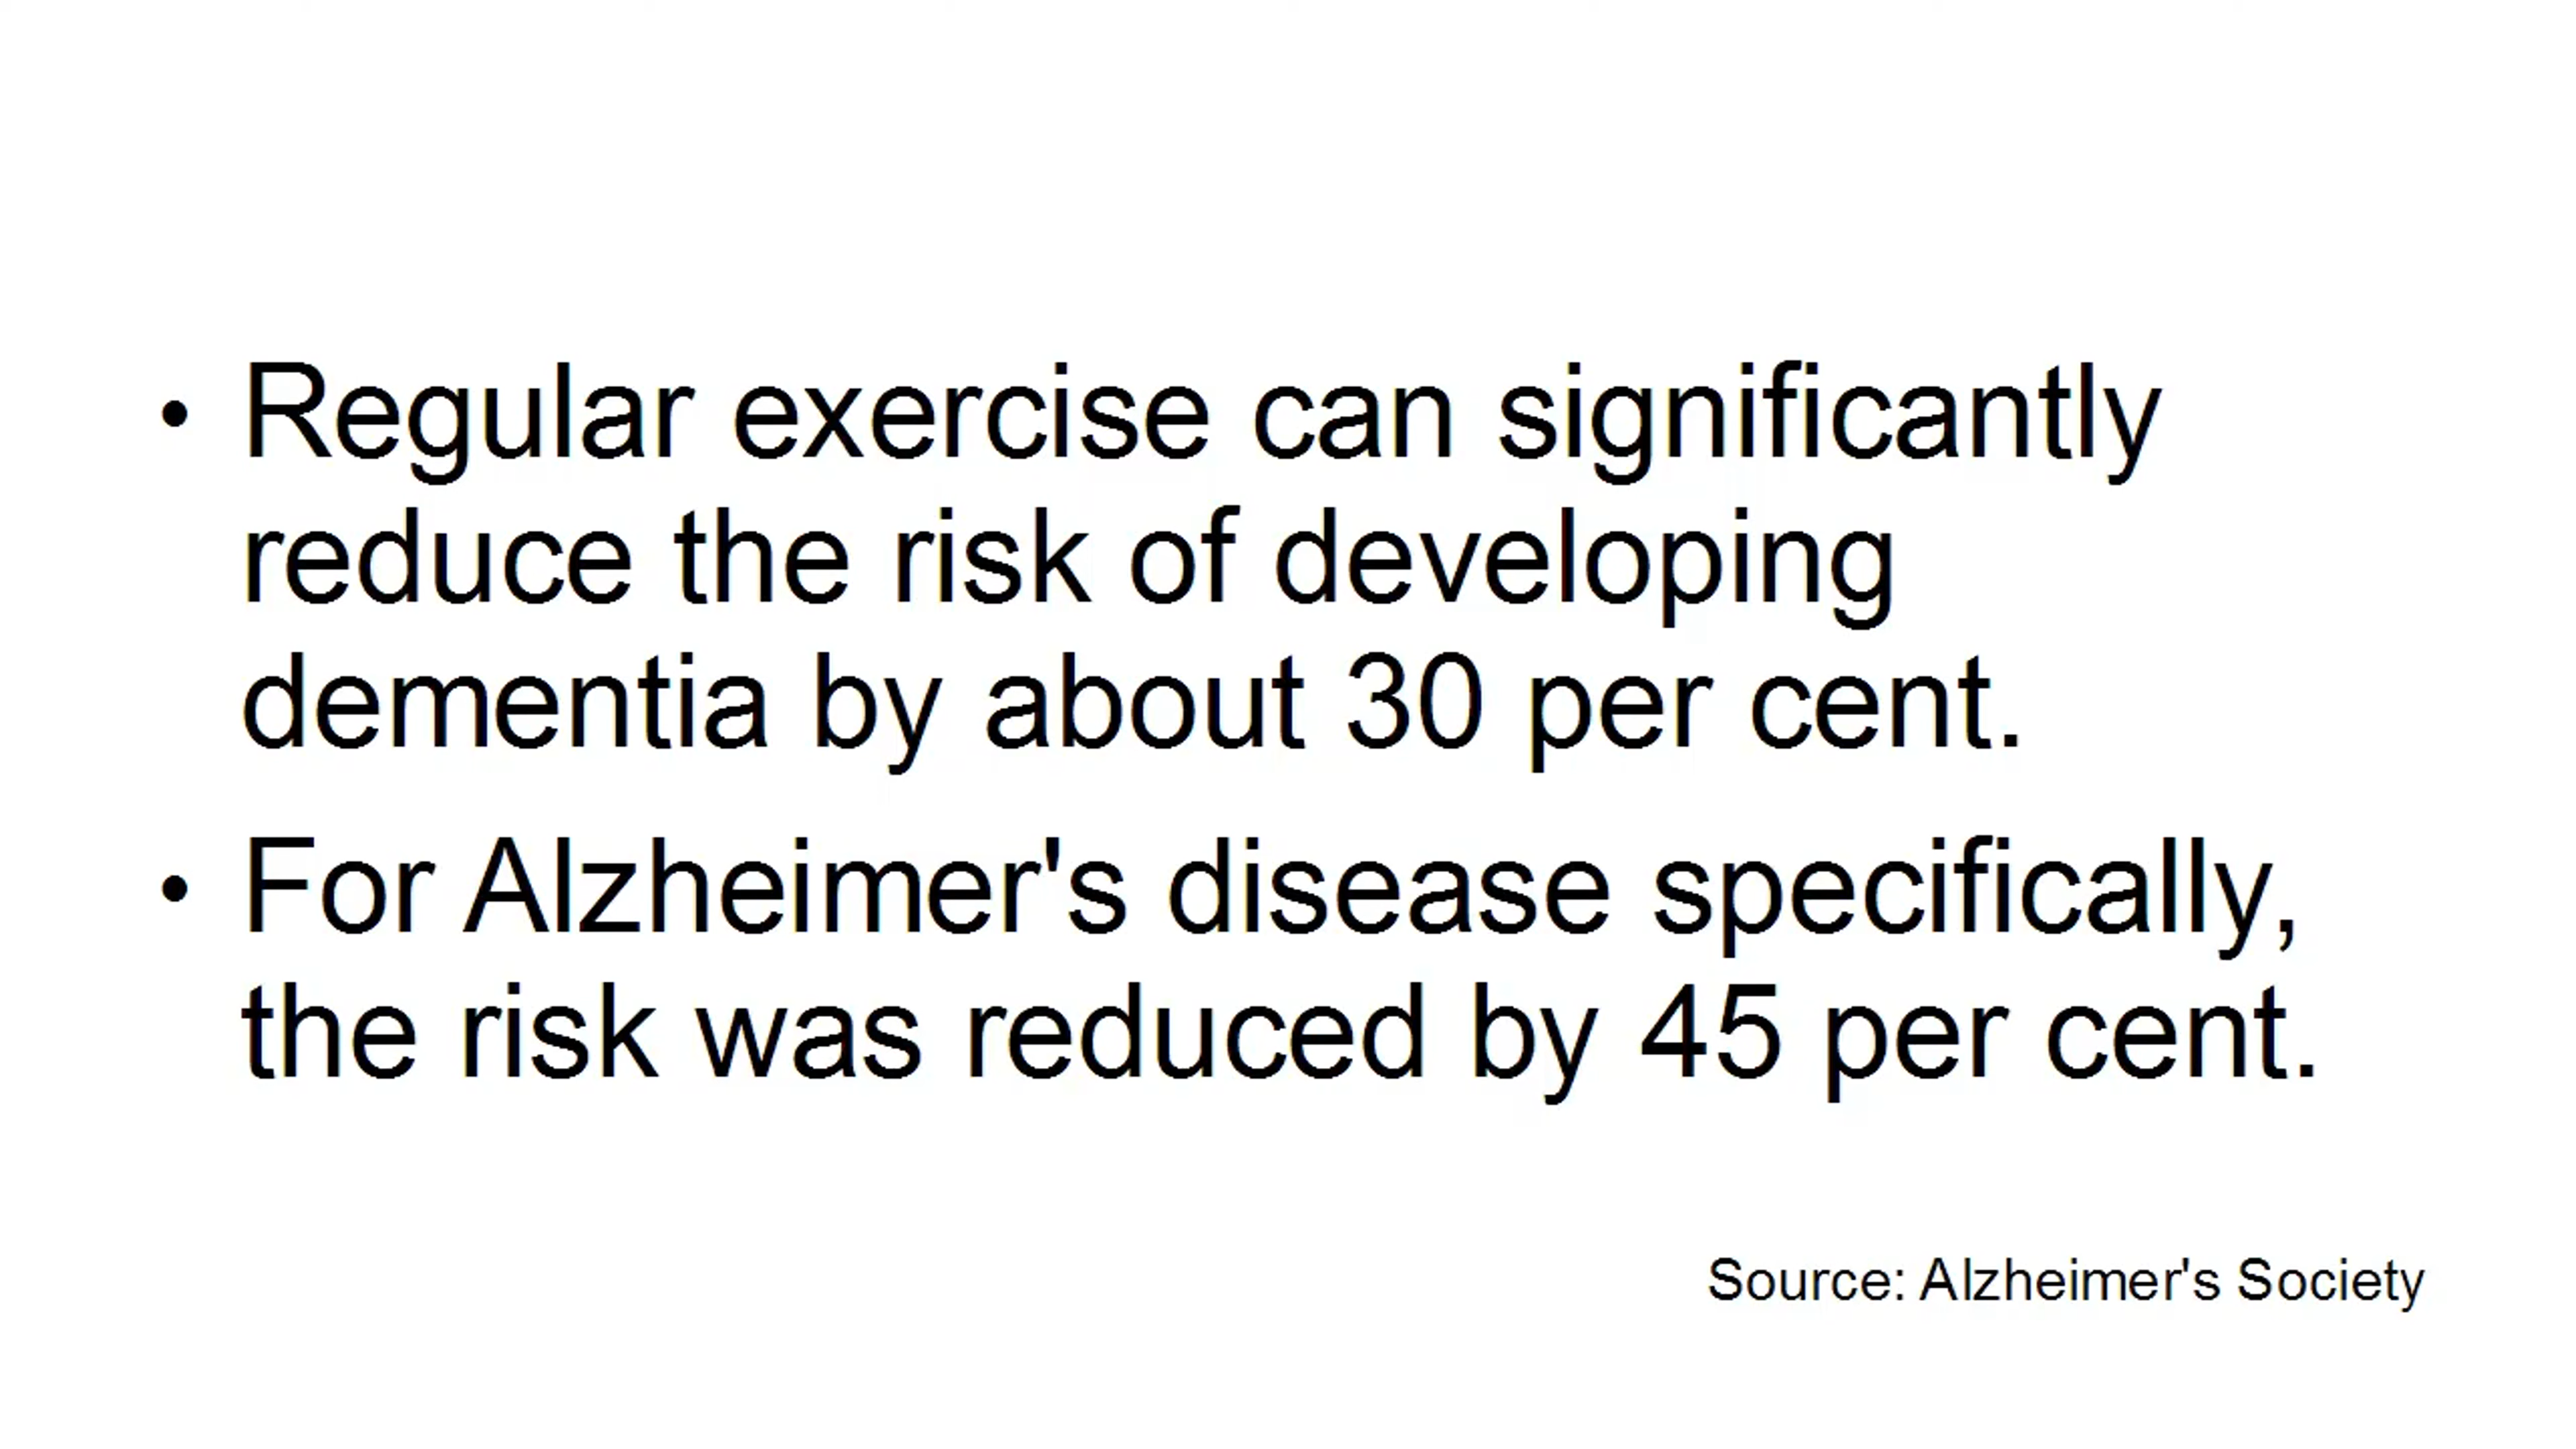 • Regular exercise can significantly
reduce the risk of developing
dementia by about 30 per cent.
• For Alzheimer's disease specifically,
the risk was reduced by 45 per cent.
Source: Alzheimer's Society